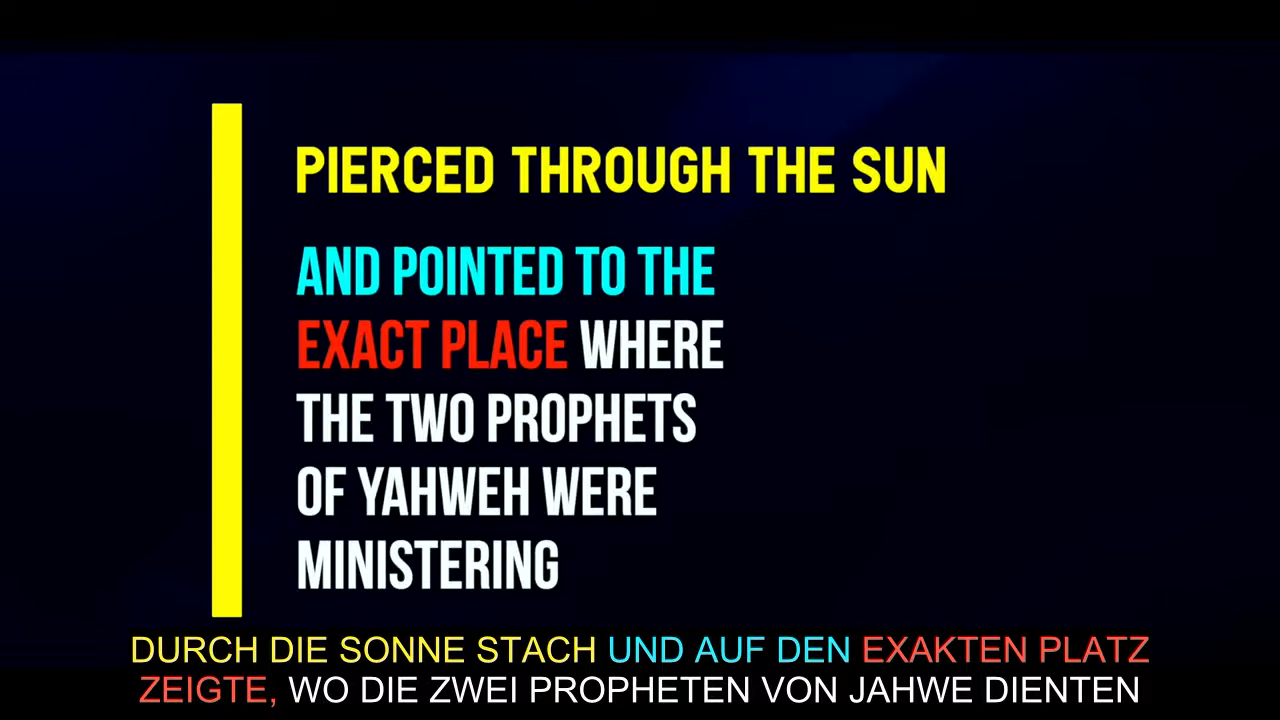 PIERCED THROUGH THE SUN
AND POINTED TO THE
EXACT PLACE WHERE
THE TWO PROPHETS
OF YAHWEH WERE
MINISTERING
DURCH DIE SONNE STACH UND AUF DEN EXAKTEN PLATZ
ZEIGTE, WO DIE ZWEI PROPHETEN VON JAHWE DIENTEN